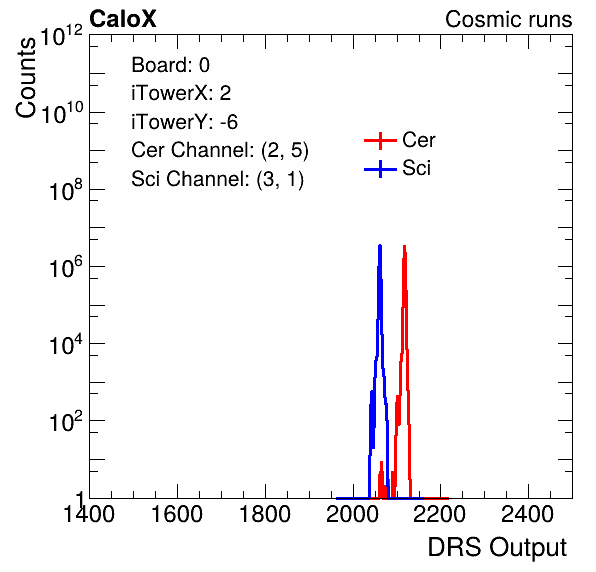 CaloX Cosmic runs
Counts
Board: 0
iTowerX: 2
iTowerY: -6
Cer Channel: (2, 5)
Sci Channel: (3, 1)
Cer
Sci
10^12
10^10
10^8
10^6
10^4
10^2
1
1400 1600 1800 2000 2200 2400
DRS Output